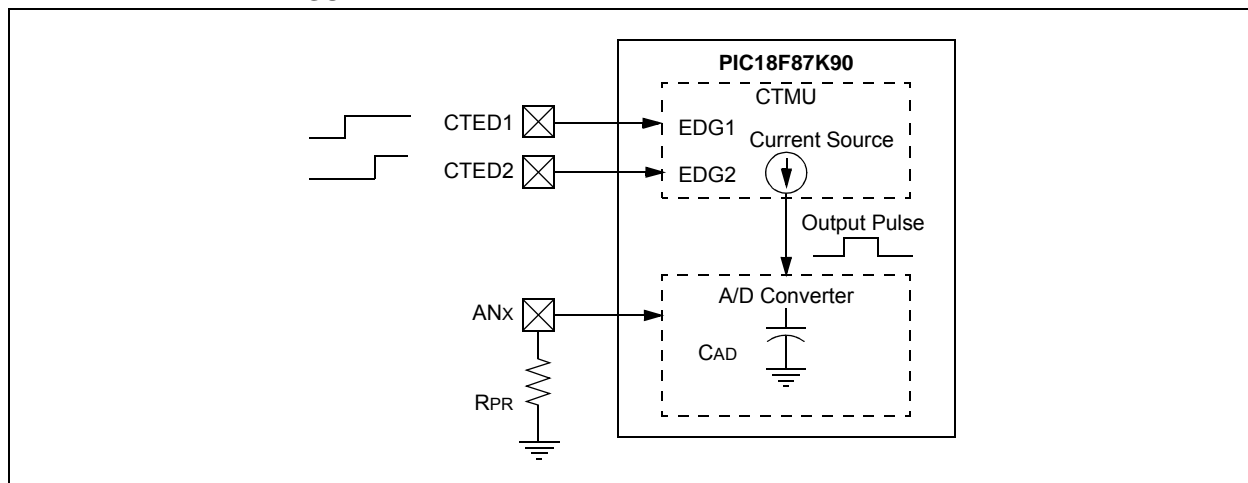 PIC18F87K90
CTMU
CTED1
EDG1
Current Source
CTED2
EDG2
Output Pulse
A/D Converter
ANX
CAD
RPR